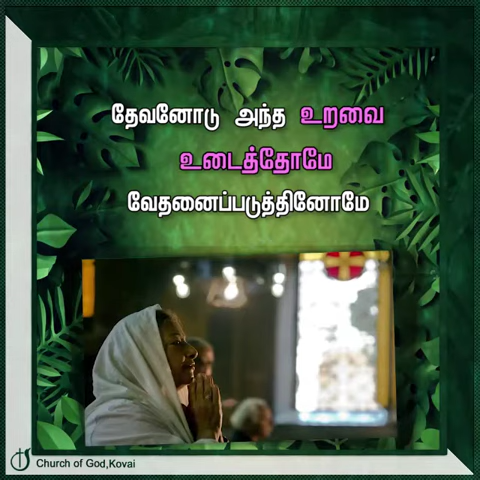 தேவனோடு அந்த உறவை
உடைத்தோமே
வேதனைப்படுத்தினோமே
Church of God,Kovai